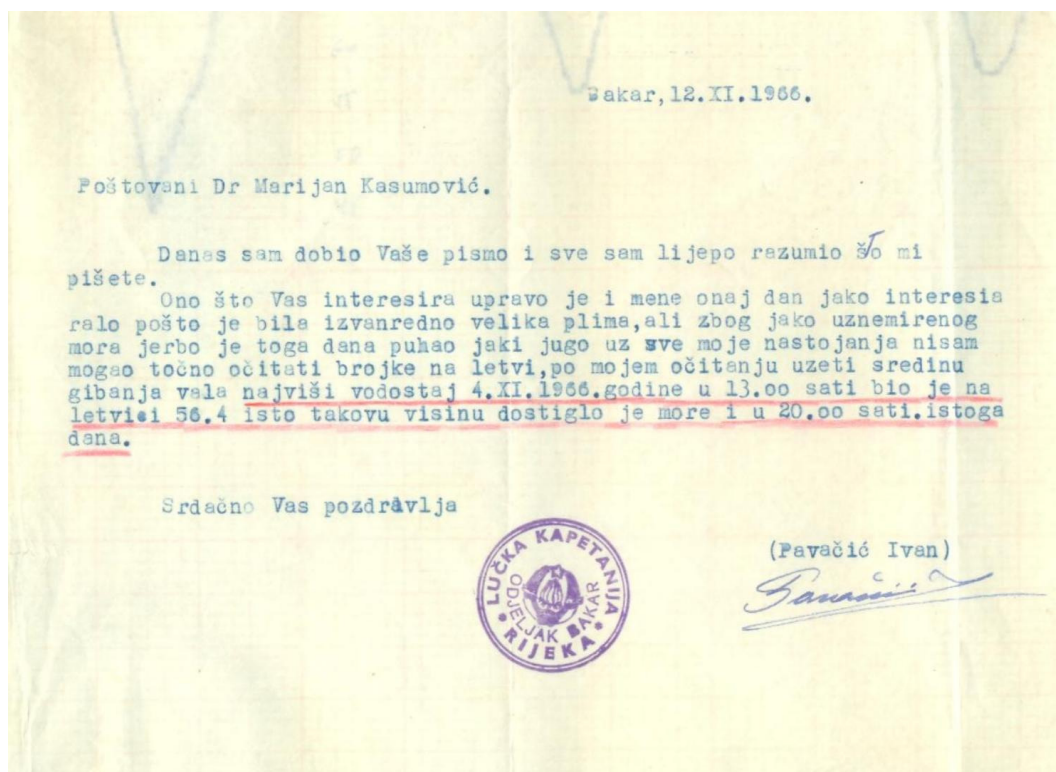 Bakar,12.XI.1966.
Poštovani Dr Marijan Kasumović.
Danas sam dobio Vaše pismo i sve sam lijepo razumio što mi
pišete.
Ono što Vas interesira upravo je i mene onaj dan jako interesia
ralo pošto je bila izvanredno velika plima,ali zbog jako uznemirenog
mora jerbo je toga dana puhao jaki jugo uz sve moje nastojanja nisam
mogao točno očitati brojke na letvi,po mojem očitanju uzeti sredinu
gibanja vala najviši vodostaj 4.XI.1966.godine u 13.oo sati bio je na
letvici 56.4 isto takovu visinu dostiglo je more i u 20.oo sati.istoga
dana.
Srdačno Vas pozdravlja
(Pavačić Ivan)
LUČKA KAPETANIJA
RIJEKA
ODJELJAK BAKAR